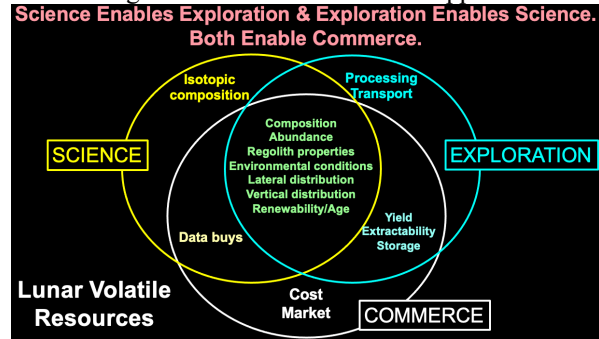 Science Enables Exploration & Exploration Enables Science.
Both Enable Commerce.
Isotopic
composition
Processing
Transport
Composition
Abundance
Regolith properties
Environmental conditions
Lateral distribution
Vertical distribution
Renewability/Age
SCIENCE
EXPLORATION
Data buys
Yield
Extractability
Storage
Lunar Volatile
Resources
Cost
Market
COMMERCE